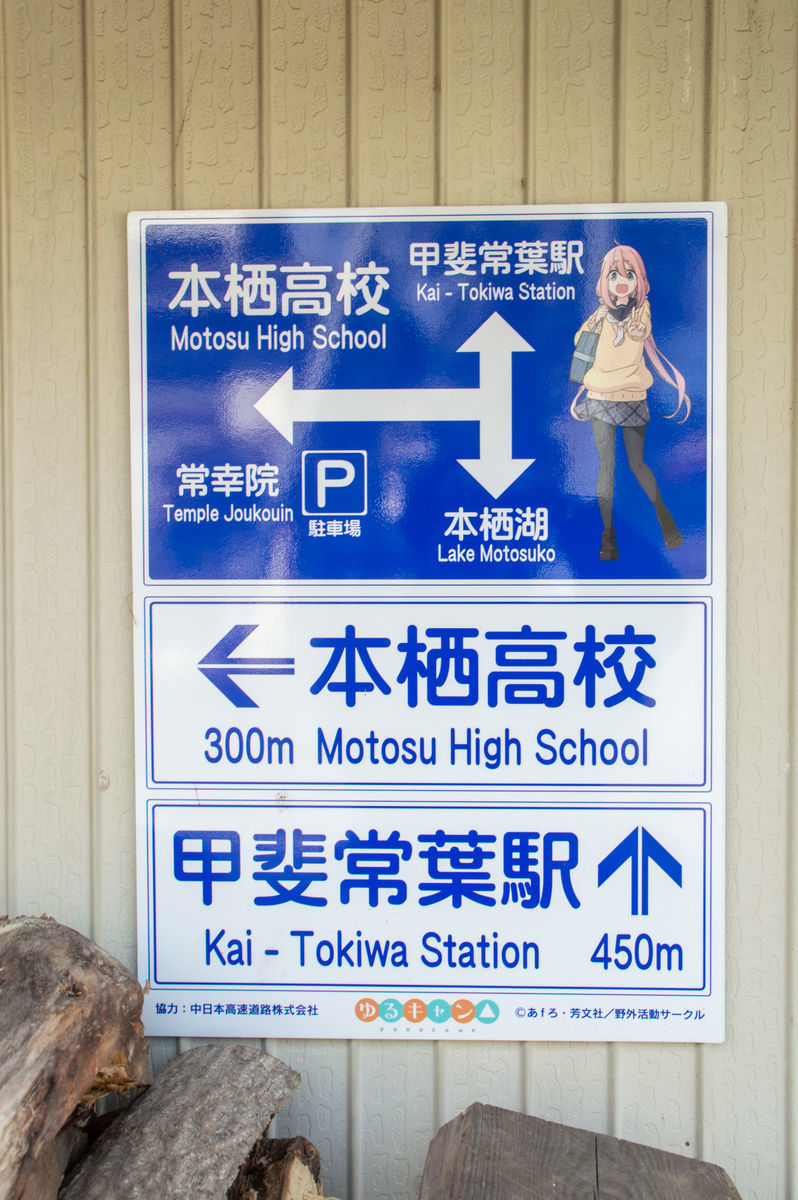 甲斐常葉駅
Kai - Tokiwa Station
本栖高校
Motosu High School
常幸院
Temple Joukouin
P
駐車場
本栖湖
Lake Motosuko
本栖高校
300m Motosu High School
甲斐常葉駅
Kai - Tokiwa Station 450m
協力：中日本高速道路株式会社
ゆるキャン△
YURUCAMP
©あfろ・芳文社／野外活動サークル